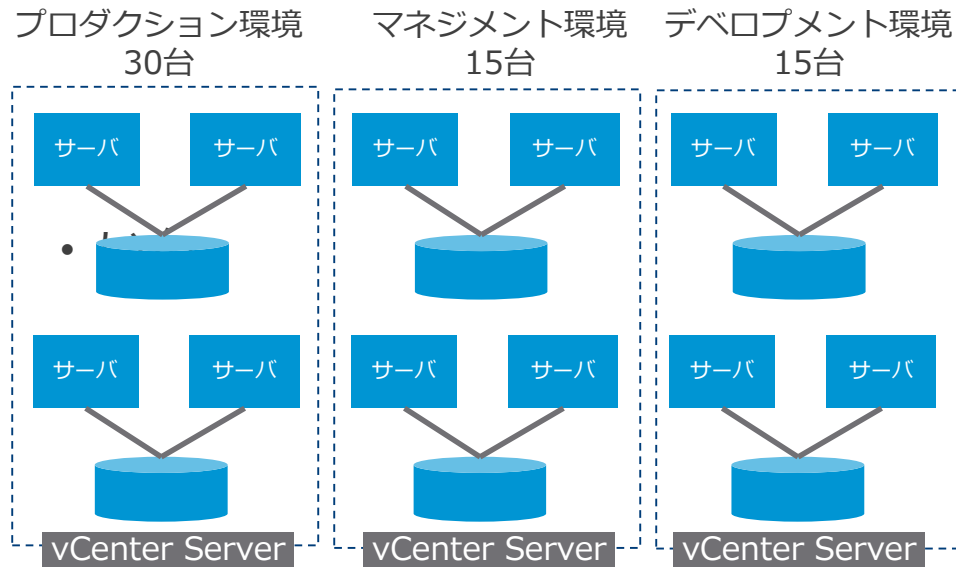 プロダクション環境
30台
マネジメント環境
15台
デベロプメント環境
15台
サーバ
サーバ
サーバ
サーバ
サーバ
サーバ
•
サーバ
サーバ
サーバ
サーバ
サーバ
サーバ
vCenter Server
vCenter Server
vCenter Server